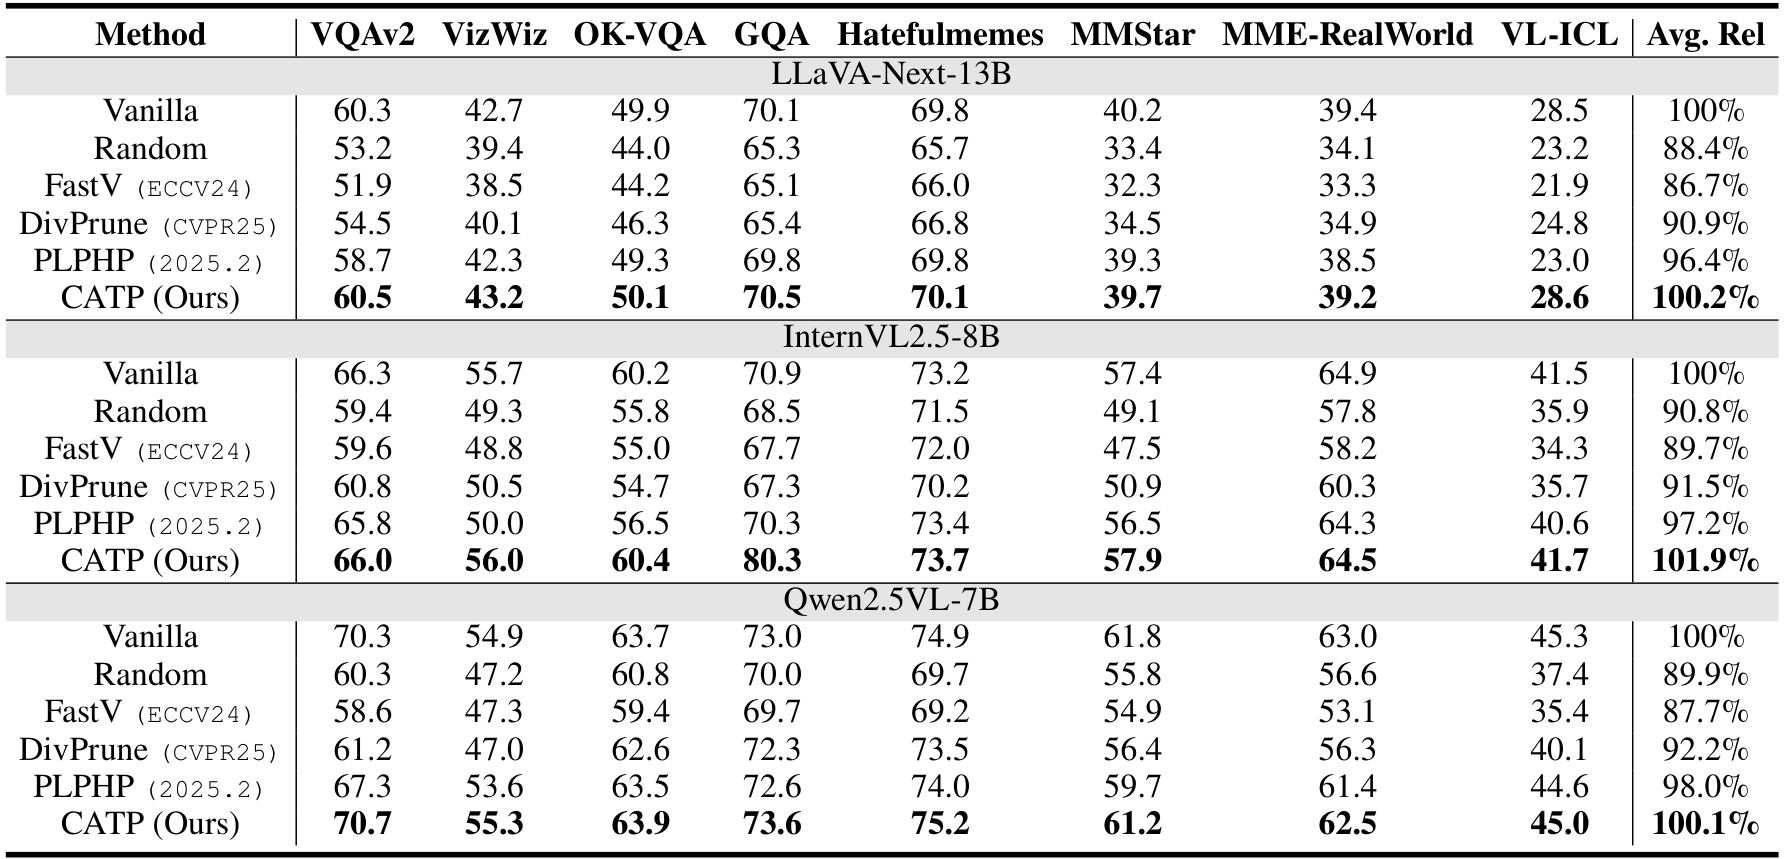 Method VQAv2 VizWiz OK-VQA GQA Hatefulmemes MMStar MME-RealWorld VL-ICL Avg. Rel
LLaVA-Next-13B
Vanilla 60.3 42.7 49.9 70.1 69.8 40.2 39.4 28.5 100%
Random 53.2 39.4 44.0 65.3 65.7 33.4 34.1 23.2 88.4%
FastV (ECCV24) 51.9 38.5 44.2 65.1 66.0 32.3 33.3 21.9 86.7%
DivPrune (CVPR25) 54.5 40.1 46.3 65.4 66.8 34.5 34.9 24.8 90.9%
PLPHP (2025.2) 58.7 42.3 49.3 69.8 69.8 39.3 38.5 23.0 96.4%
CATP (Ours) 60.5 43.2 50.1 70.5 70.1 39.7 39.2 28.6 100.2%
InternVL2.5-8B
Vanilla 66.3 55.7 60.2 70.9 73.2 57.4 64.9 41.5 100%
Random 59.4 49.3 55.8 68.5 71.5 49.1 57.8 35.9 90.8%
FastV (ECCV24) 59.6 48.8 55.0 67.7 72.0 47.5 58.2 34.3 89.7%
DivPrune (CVPR25) 60.8 50.5 54.7 67.3 70.2 50.9 60.3 35.7 91.5%
PLPHP (2025.2) 65.8 50.0 56.5 70.3 73.4 56.5 64.3 40.6 97.2%
CATP (Ours) 66.0 56.0 60.4 80.3 73.7 57.9 64.5 41.7 101.9%
Qwen2.5VL-7B
Vanilla 70.3 54.9 63.7 73.0 74.9 61.8 63.0 45.3 100%
Random 60.3 47.2 60.8 70.0 69.7 55.8 56.6 37.4 89.9%
FastV (ECCV24) 58.6 47.3 59.4 69.7 69.2 54.9 53.1 35.4 87.7%
DivPrune (CVPR25) 61.2 47.0 62.6 72.3 73.5 56.4 56.3 40.1 92.2%
PLPHP (2025.2) 67.3 53.6 63.5 72.6 74.0 59.7 61.4 44.6 98.0%
CATP (Ours) 70.7 55.3 63.9 73.6 75.2 61.2 62.5 45.0 100.1%